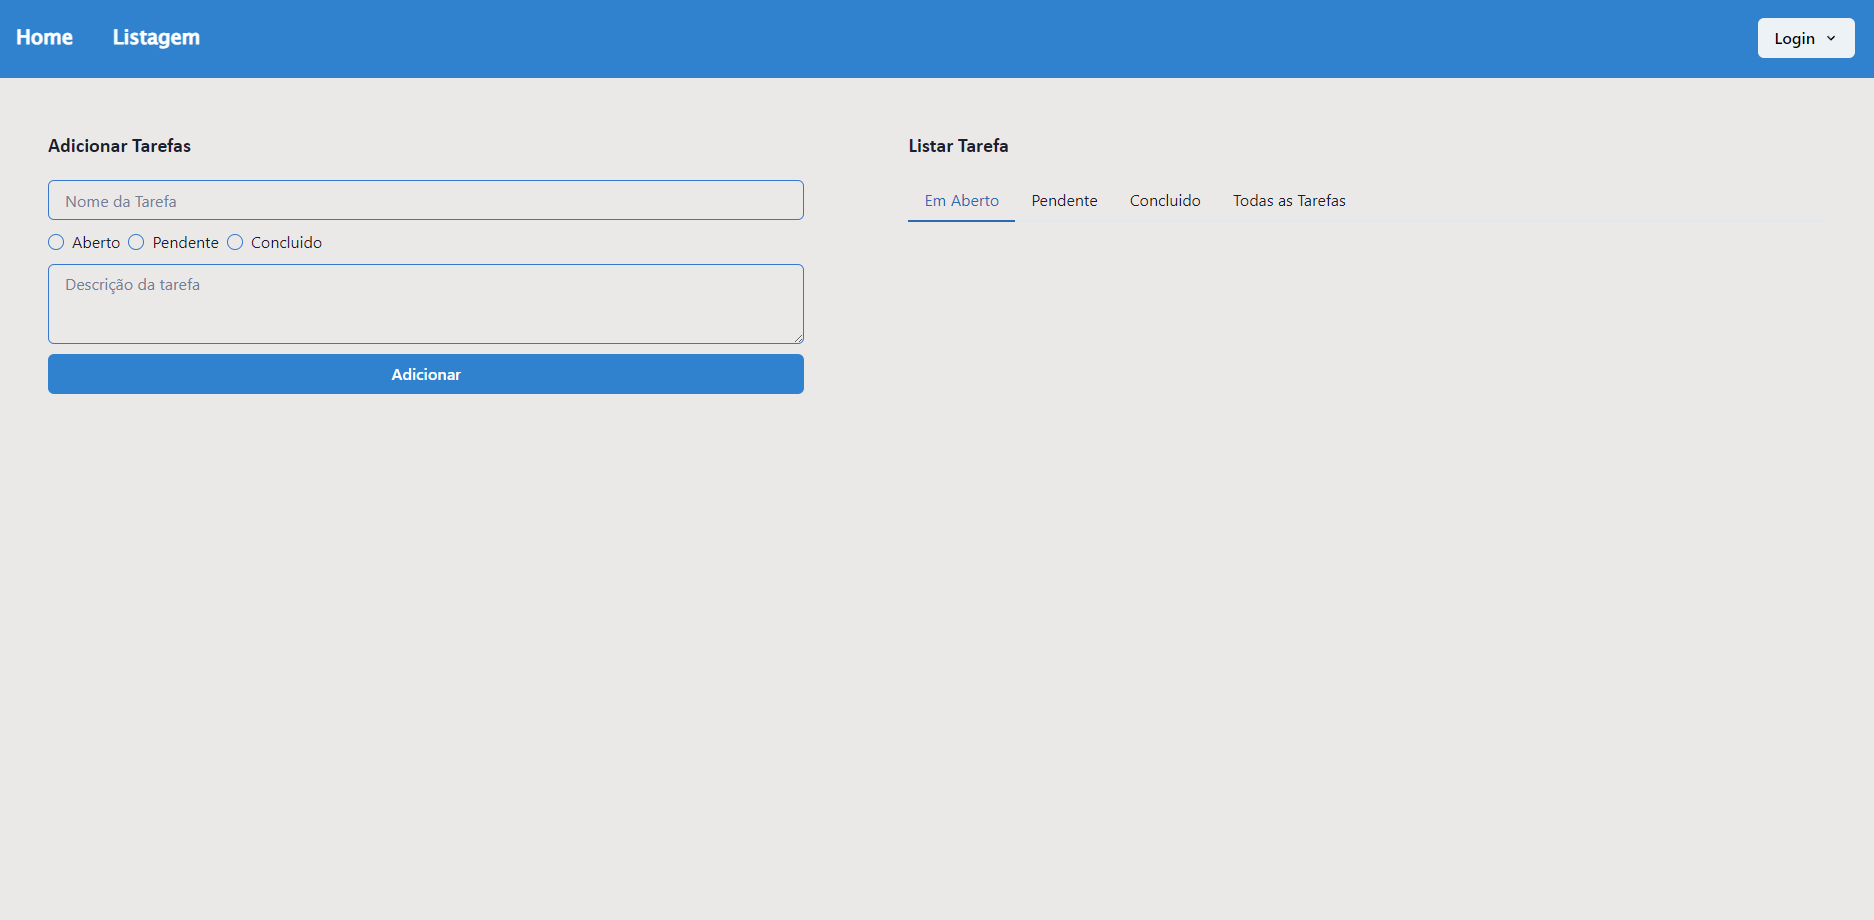 Home Listagem Login
Adicionar Tarefas
Nome da Tarefa
Aberto Pendente Concluido
Descrição da tarefa
Adicionar
Listar Tarefa
Em Aberto Pendente Concluido Todas as Tarefas